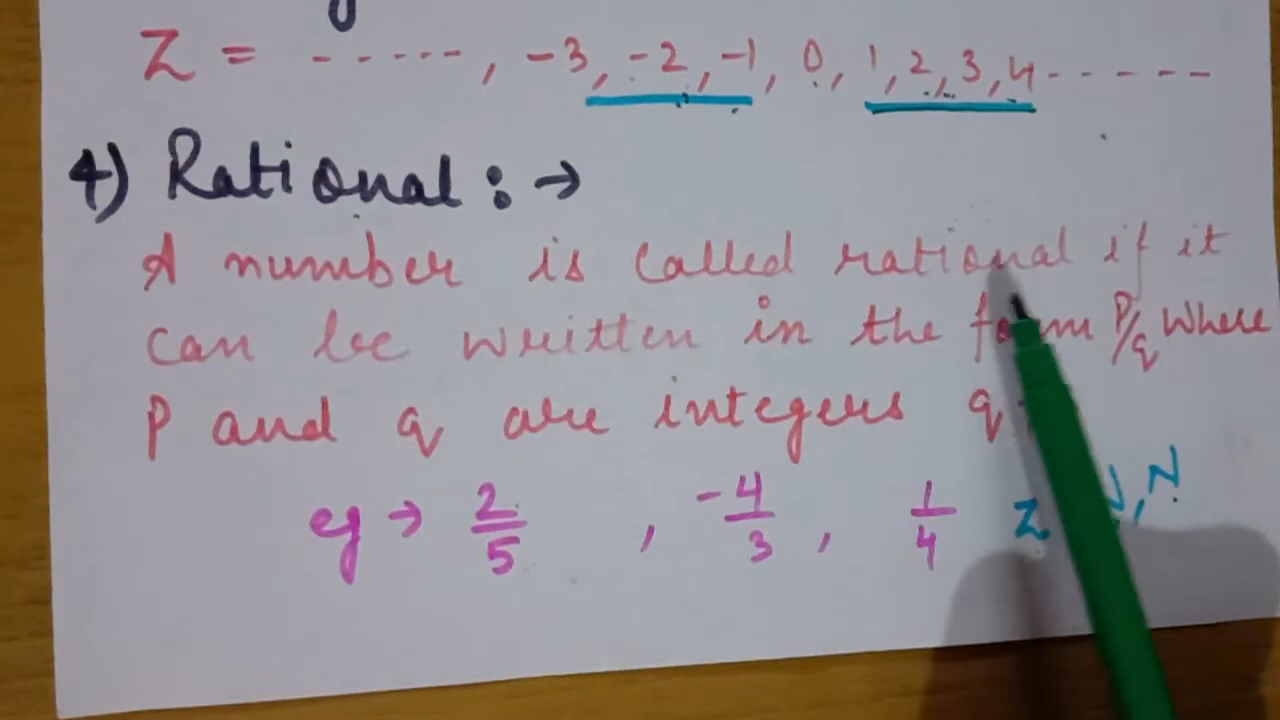 Z = -----, -3, -2, -1, 0, 1, 2, 3, 4 -----
4) Rational :→
A number is called rational if it
can be written in the form P/q where
P and q are integers q
eg → 2/5 , -4/3 , 1/4 Z , N